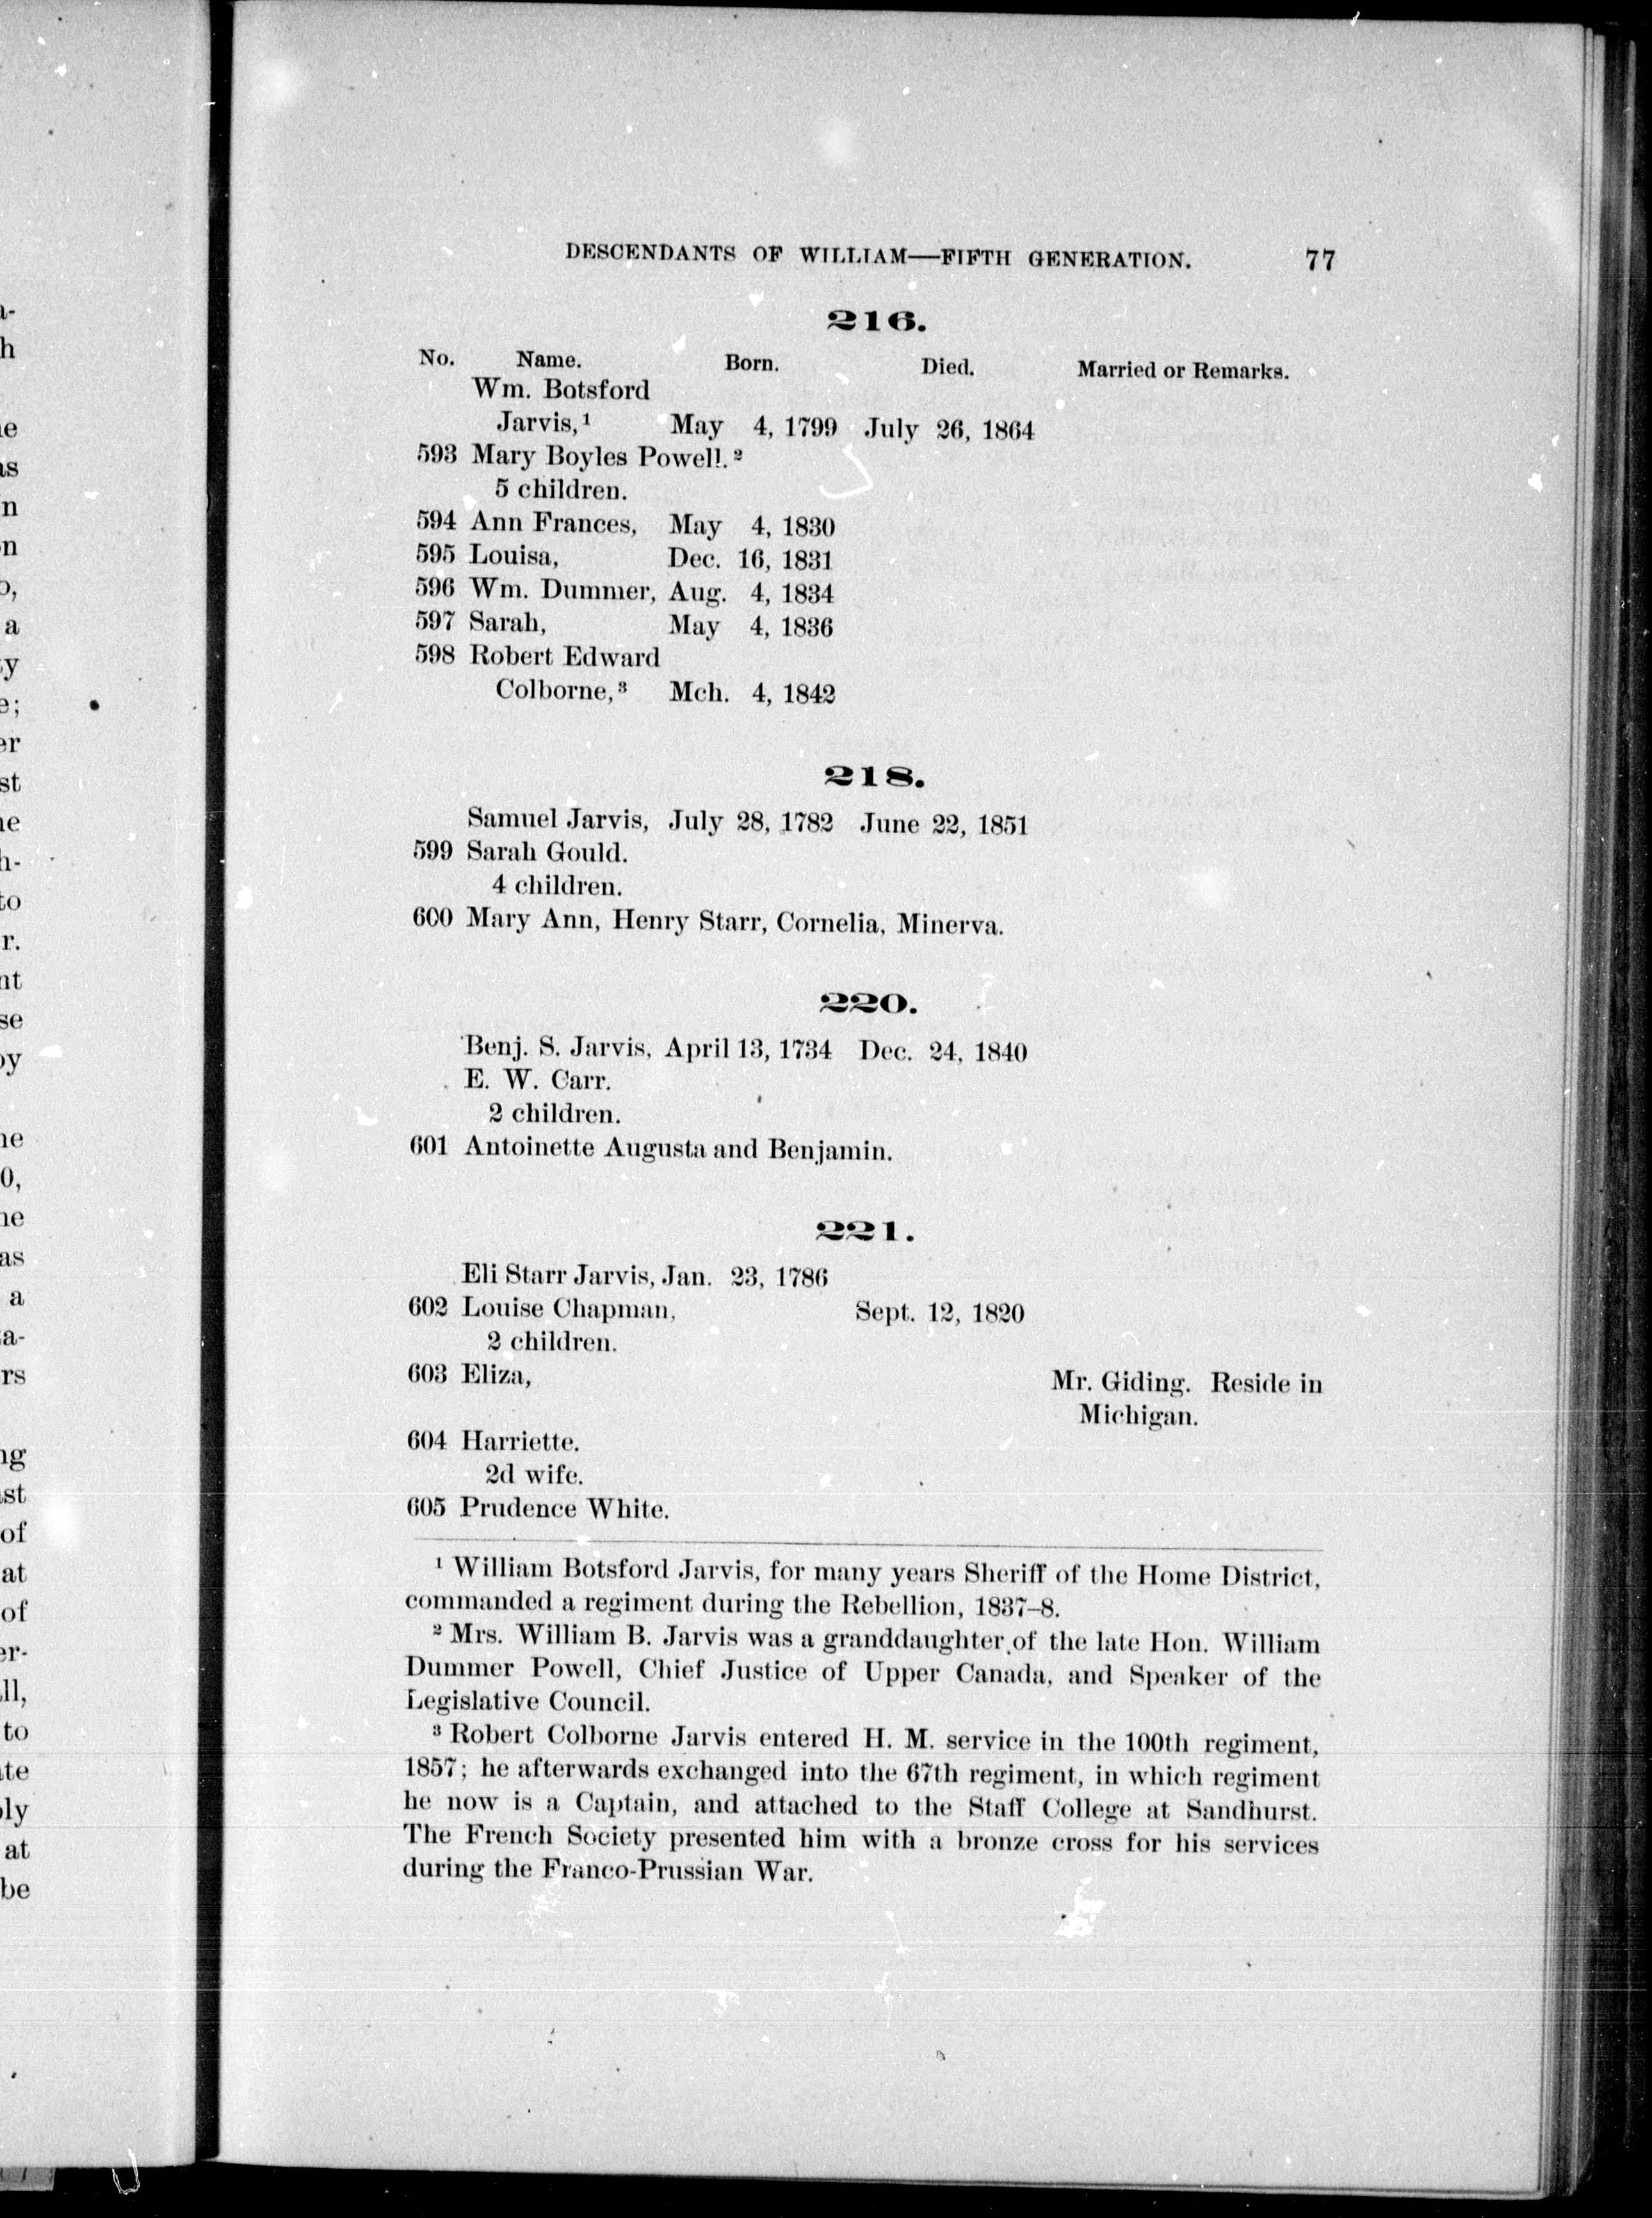 DESCENDANTS OF WILLIAM—FIFTH GENERATION. 77
216.
No. Name. Born. Died. Married or Remarks.
Wm. Botsford
Jarvis,¹ May 4, 1799 July 26, 1864
593 Mary Boyles Powell.²
5 children.
594 Ann Frances, May 4, 1830
595 Louisa, Dec. 16, 1831
596 Wm. Dummer, Aug. 4, 1834
597 Sarah, May 4, 1836
598 Robert Edward
Colborne,³ Mch. 4, 1842
218.
Samuel Jarvis, July 28, 1782 June 22, 1851
599 Sarah Gould.
4 children.
600 Mary Ann, Henry Starr, Cornelia, Minerva.
220.
Benj. S. Jarvis, April 13, 1734 Dec. 24, 1840
E. W. Carr.
2 children.
601 Antoinette Augusta and Benjamin.
221.
Eli Starr Jarvis, Jan. 23, 1786
602 Louise Chapman, Sept. 12, 1820
2 children.
603 Eliza, Mr. Giding. Reside in
Michigan.
604 Harriette.
2d wife.
605 Prudence White.
¹ William Botsford Jarvis, for many years Sheriff of the Home District,
commanded a regiment during the Rebellion, 1837–8.
² Mrs. William B. Jarvis was a granddaughter of the late Hon. William
Dummer Powell, Chief Justice of Upper Canada, and Speaker of the
Legislative Council.
³ Robert Colborne Jarvis entered H. M. service in the 100th regiment,
1857; he afterwards exchanged into the 67th regiment, in which regiment
he now is a Captain, and attached to the Staff College at Sandhurst.
The French Society presented him with a bronze cross for his services
during the Franco-Prussian War.